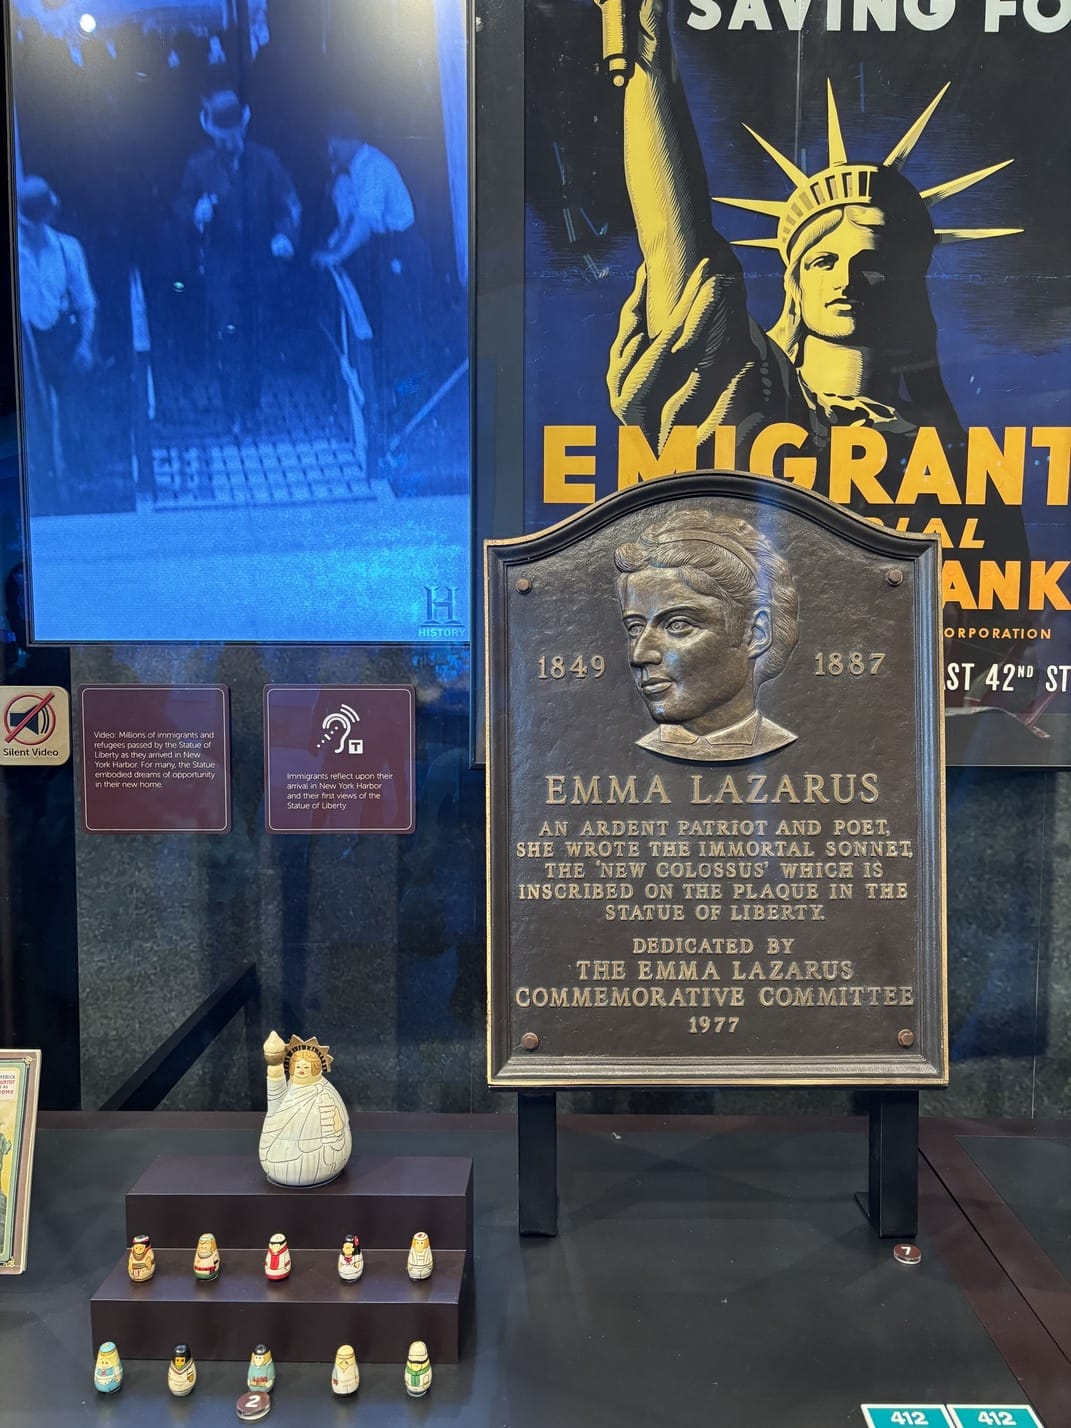 SAVING FO
EMIGRANT
IAL
ANK
ORPORATION
ST 42ND ST
H
HISTORY
Silent Video
Video: Millions of immigrants and
refugees passed by the Statue of
Liberty as they arrived in New
York Harbor. For many, the Statue
embodied dreams of opportunity
in their new home.
T
Immigrants reflect upon their
arrival in New York Harbor
and their first views of the
Statue of Liberty
1849 1887
EMMA LAZARUS
AN ARDENT PATRIOT AND POET,
SHE WROTE THE IMMORTAL SONNET,
THE 'NEW COLOSSUS' WHICH IS
INSCRIBED ON THE PLAQUE IN THE
STATUE OF LIBERTY.
DEDICATED BY
THE EMMA LAZARUS
COMMEMORATIVE COMMITTEE
1977
7
2
412 412